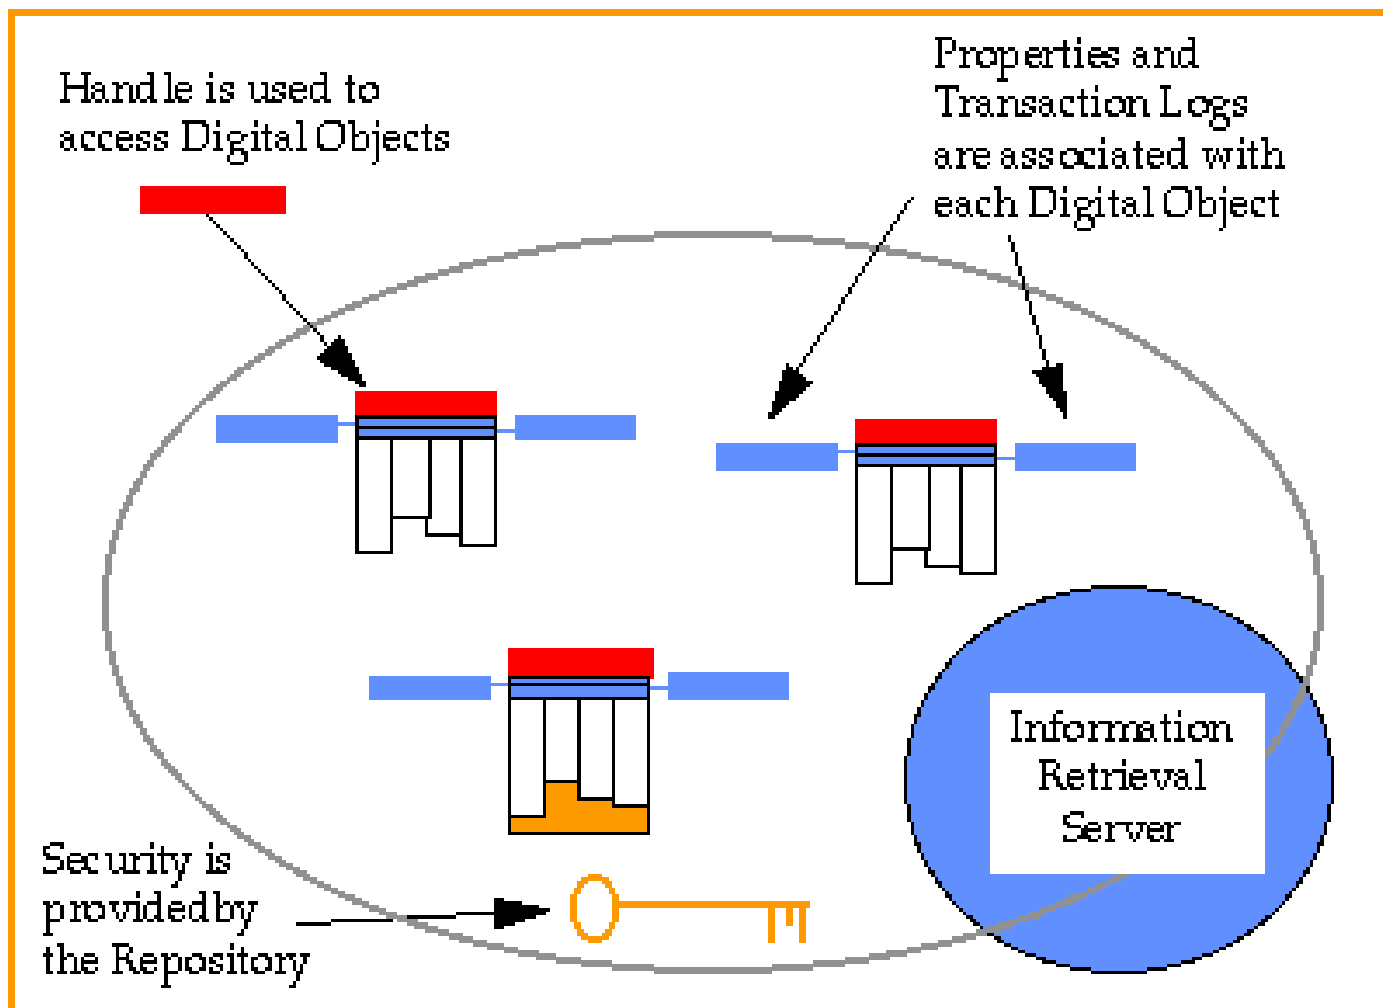 Handle is used to
access Digital Objects
Properties and
Transaction Logs
are associated with
each Digital Object
Information
Retrieval
Server
Security is
provided by
the Repository